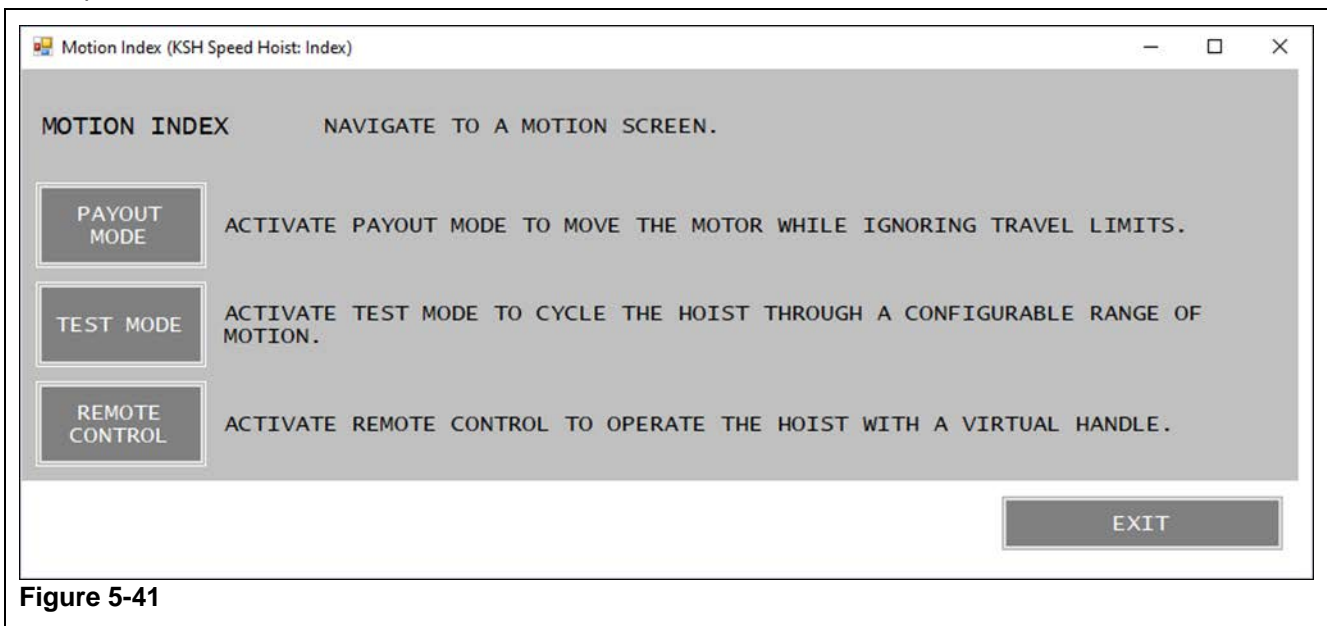 Motion Index (KSH Speed Hoist: Index)
MOTION INDEX NAVIGATE TO A MOTION SCREEN.
PAYOUT
MODE
ACTIVATE PAYOUT MODE TO MOVE THE MOTOR WHILE IGNORING TRAVEL LIMITS.
TEST MODE
ACTIVATE TEST MODE TO CYCLE THE HOIST THROUGH A CONFIGURABLE RANGE OF
MOTION.
REMOTE
CONTROL
ACTIVATE REMOTE CONTROL TO OPERATE THE HOIST WITH A VIRTUAL HANDLE.
EXIT
Figure 5-41